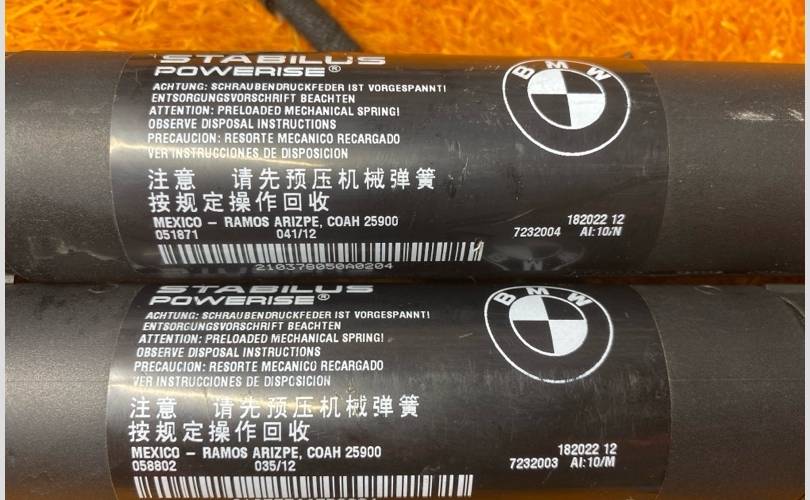 STABILUS
POWERISE®
ACHTUNG: SCHRAUBENDRUCKFEDER IST VORGESPANNT!
ENTSORGUNGSVORSCHRIFT BEACHTEN
ATTENTION: PRELOADED MECHANICAL SPRING!
OBSERVE DISPOSAL INSTRUCTIONS
PRECAUCION: RESORTE MECANICO RECARGADO
VER INSTRUCCIONES DE DISPOSICION
注意 请先预压机械弹簧
按规定操作回收
MEXICO – RAMOS ARIZPE, COAH 25900
051871 041/12
BMW
182022 12
7232004 AI:10/N
210378050A0204
STABILUS
POWERISE®
ACHTUNG: SCHRAUBENDRUCKFEDER IST VORGESPANNT!
ENTSORGUNGSVORSCHRIFT BEACHTEN
ATTENTION: PRELOADED MECHANICAL SPRING!
OBSERVE DISPOSAL INSTRUCTIONS
PRECAUCION: RESORTE MECANICO RECARGADO
VER INSTRUCCIONES DE DISPOSICION
注意 请先预压机械弹簧
按规定操作回收
MEXICO – RAMOS ARIZPE, COAH 25900
058802 035/12
BMW
182022 12
7232003 AI:10/M